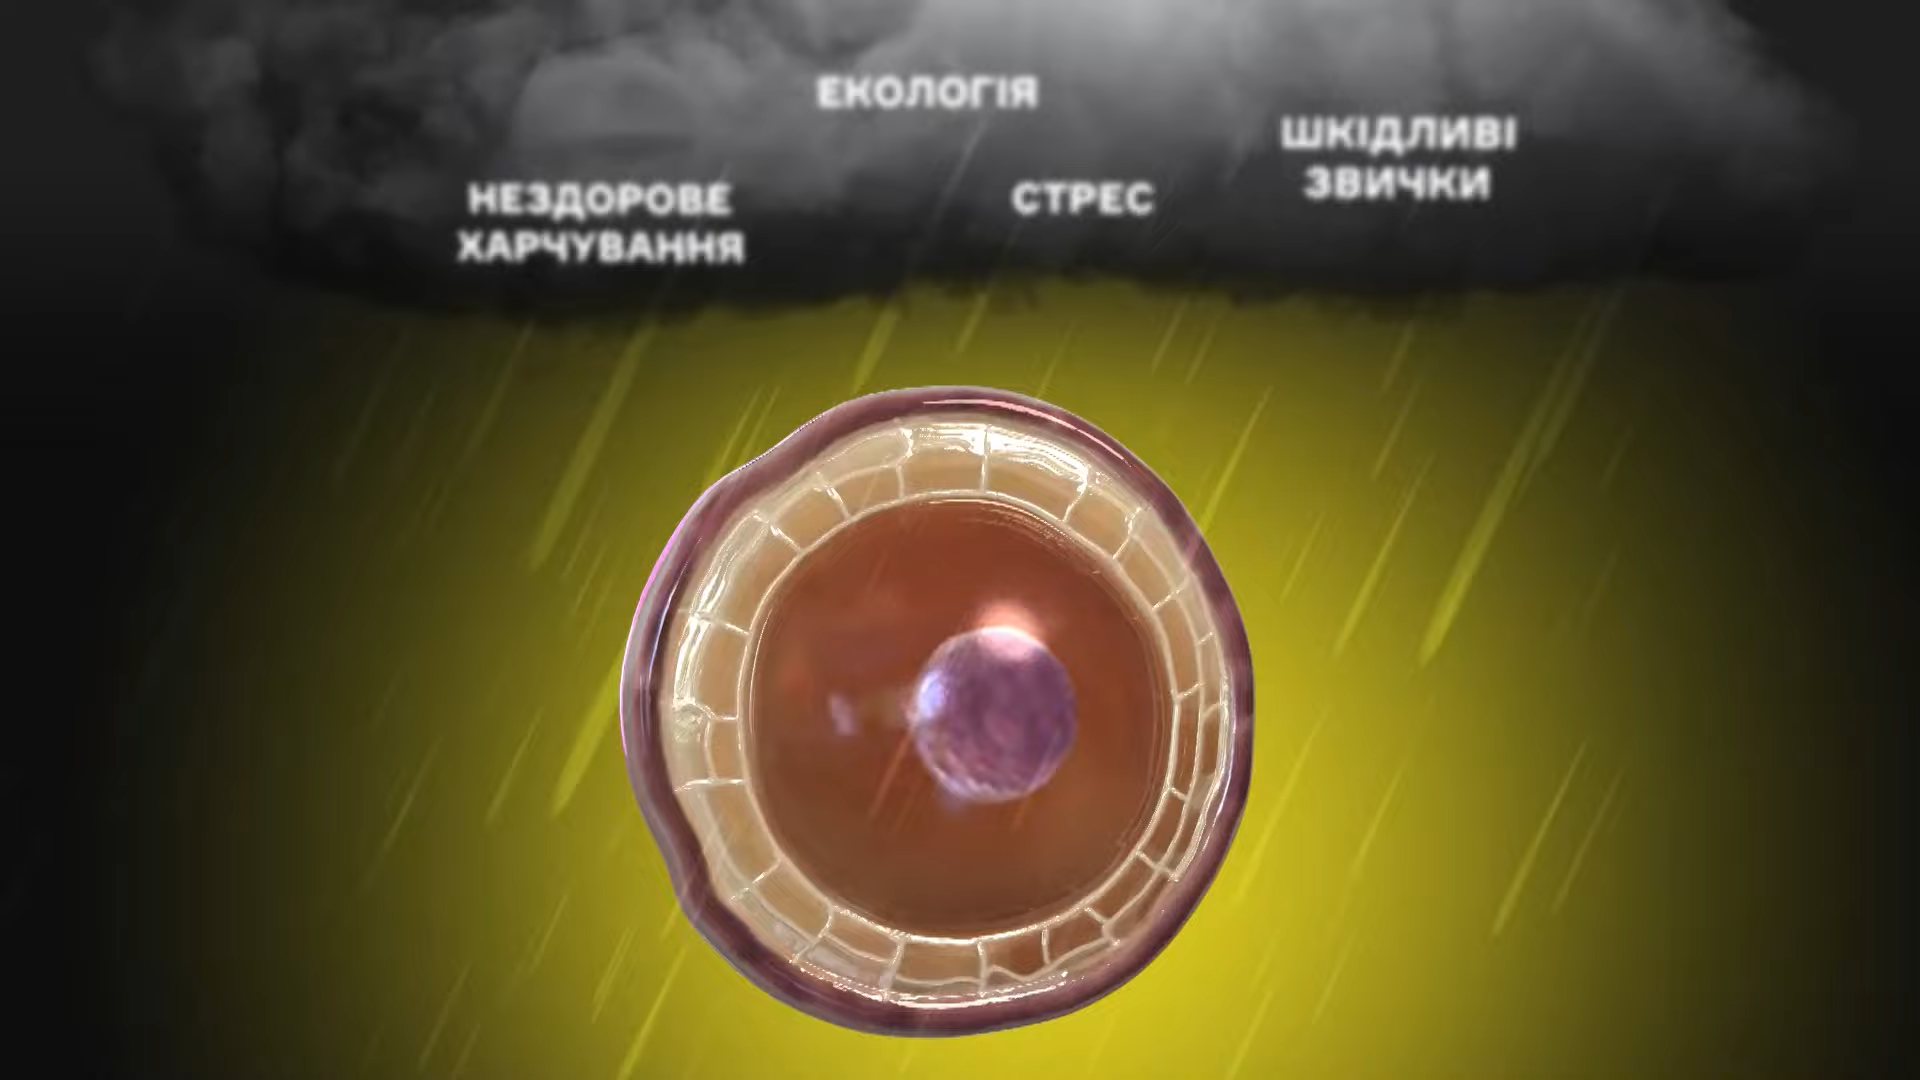 ЕКОЛОГІЯ
ШКІДЛИВІ
ЗВИЧКИ
НЕЗДОРОВЕ
ХАРЧУВАННЯ
СТРЕС